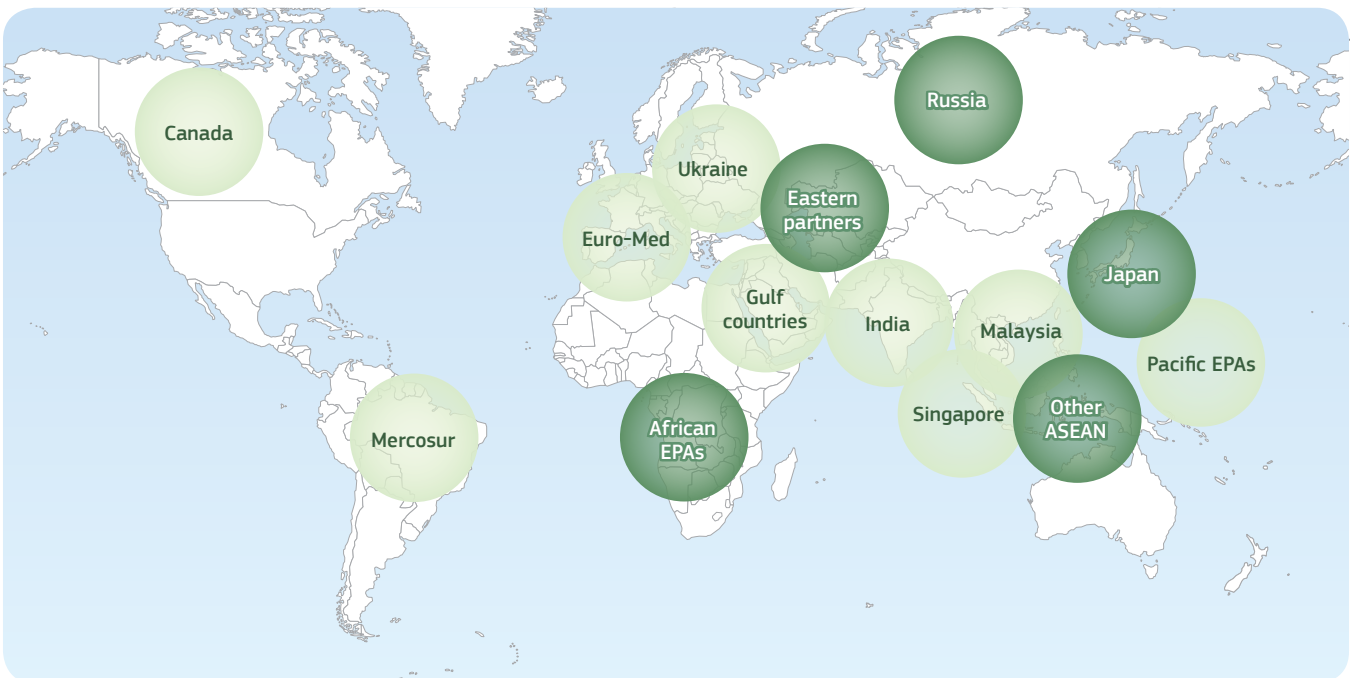 Russia
Canada
Ukraine
Eastern
partners
Euro-Med
Japan
Gulf
countries
India
Malaysia
Pacific EPAs
Singapore
Other
ASEAN
African
EPAs
Mercosur